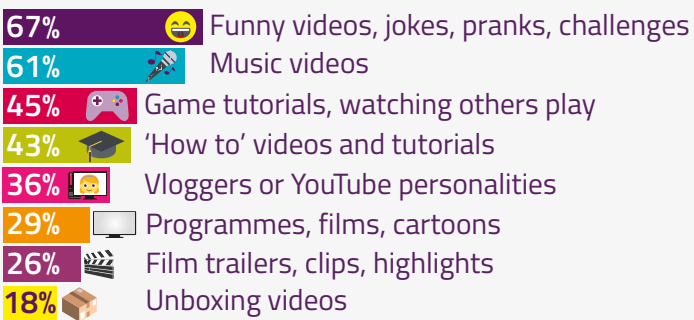 67% Funny videos, jokes, pranks, challenges
61% Music videos
45% Game tutorials, watching others play
43% ‘How to’ videos and tutorials
36% Vloggers or YouTube personalities
29% Programmes, films, cartoons
26% Film trailers, clips, highlights
18% Unboxing videos